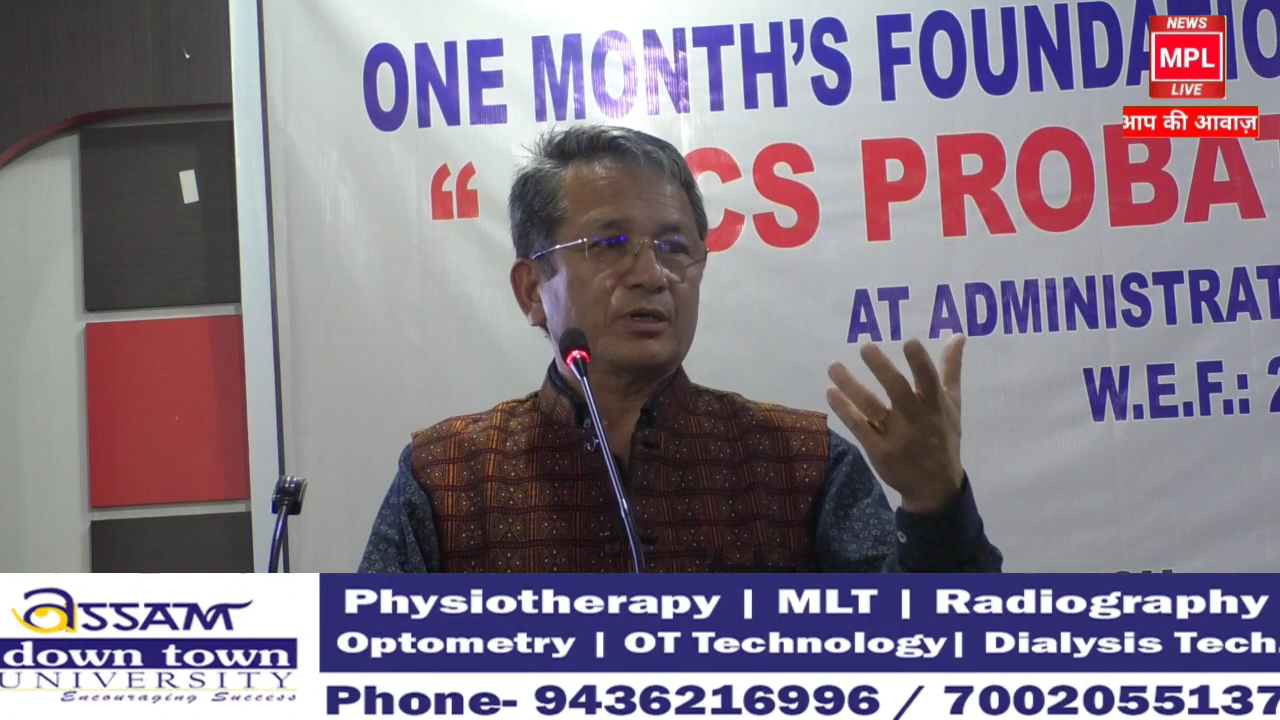 ONE MONTH'S FOUNDATIO
NEWS
MPL
LIVE
आप की आवाज़
“ CS PROBAT
AT ADMINISTRAT
W.E.F.: 2
ASSAM
down town
UNIVERSITY
Encouraging Success
Physiotherapy | MLT | Radiography
Optometry | OT Technology| Dialysis Tech.
Phone- 9436216996 / 7002055137